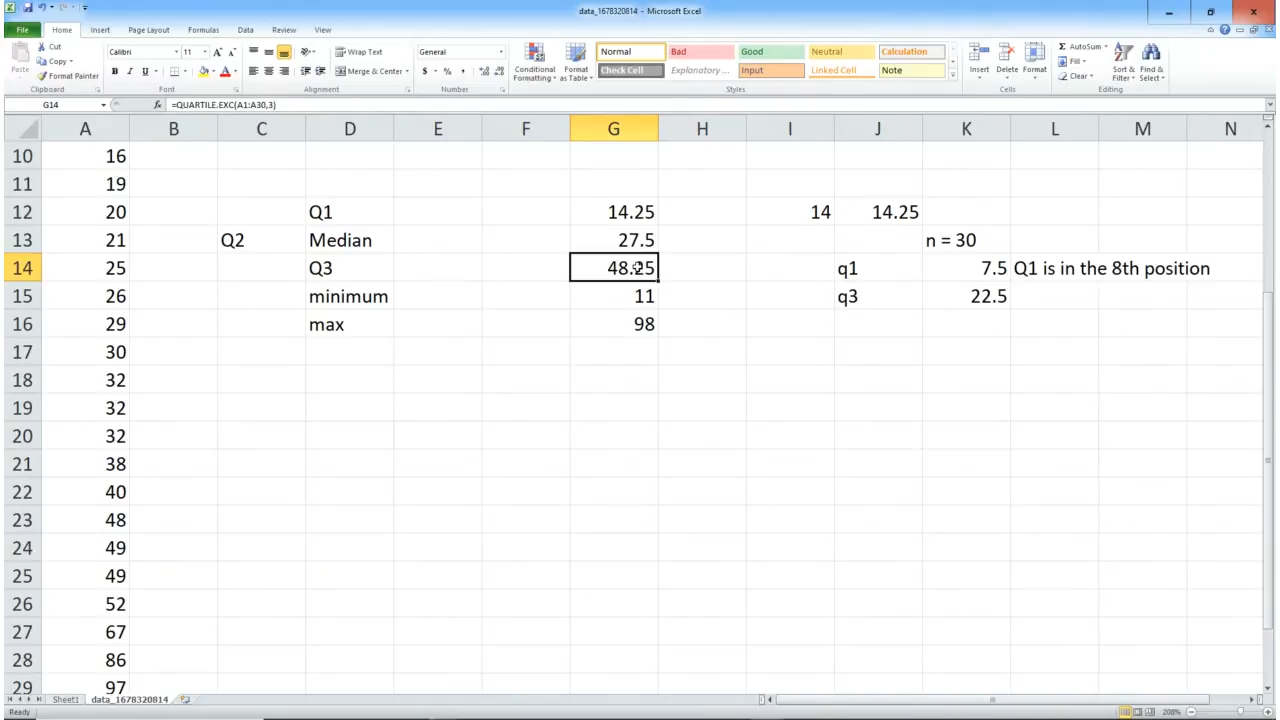 data_1678320814 - Microsoft Excel
File Home Insert Page Layout Formulas Data Review View
Cut
Copy
Format Painter
Paste
Clipboard
Calibri 11
Font
Wrap Text
Merge & Center
Alignment
General
Number
Conditional Formatting
Format as Table
Normal Bad Good Neutral Calculation
Check Cell Explanatory ... Input Linked Cell Note
Styles
Insert Delete Format
Cells
AutoSum
Fill
Clear
Sort & Filter
Find & Select
Editing
G14 fx =QUARTILE.EXC(A1:A30,3)
A B C D E F G H I J K L M N
10 16
11 19
12 20 Q1 14.25 14 14.25
13 21 Q2 Median 27.5 n = 30
14 25 Q3 48.25 q1 7.5 Q1 is in the 8th position
15 26 minimum 11 q3 22.5
16 29 max 98
17 30
18 32
19 32
20 32
21 38
22 40
23 48
24 49
25 49
26 52
27 67
28 86
29 97
Sheet1 data_1678320814
Ready 208%